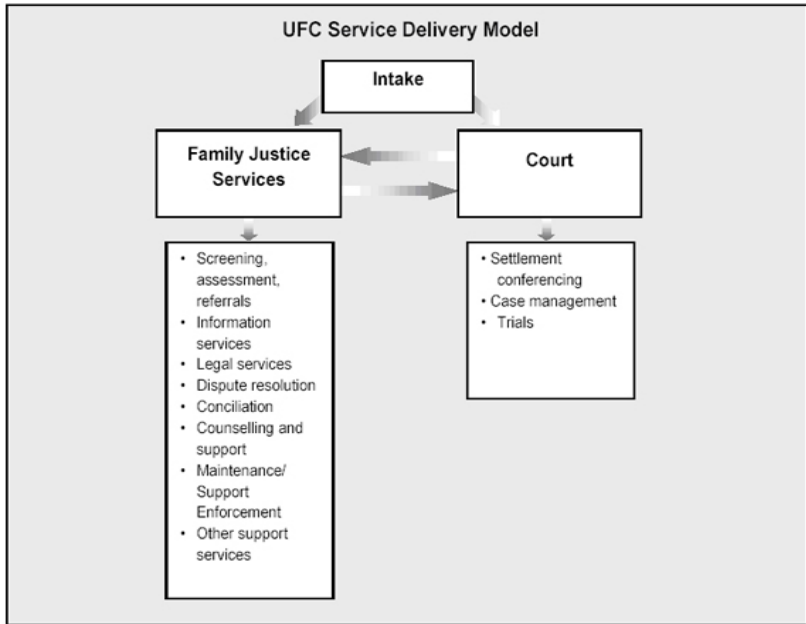 UFC Service Delivery Model
Intake
Family Justice
Services
Court
• Screening,
assessment,
referrals
• Information
services
• Legal services
• Dispute resolution
• Conciliation
• Counselling and
support
• Maintenance/
Support
Enforcement
• Other support
services
• Settlement
conferencing
• Case management
• Trials